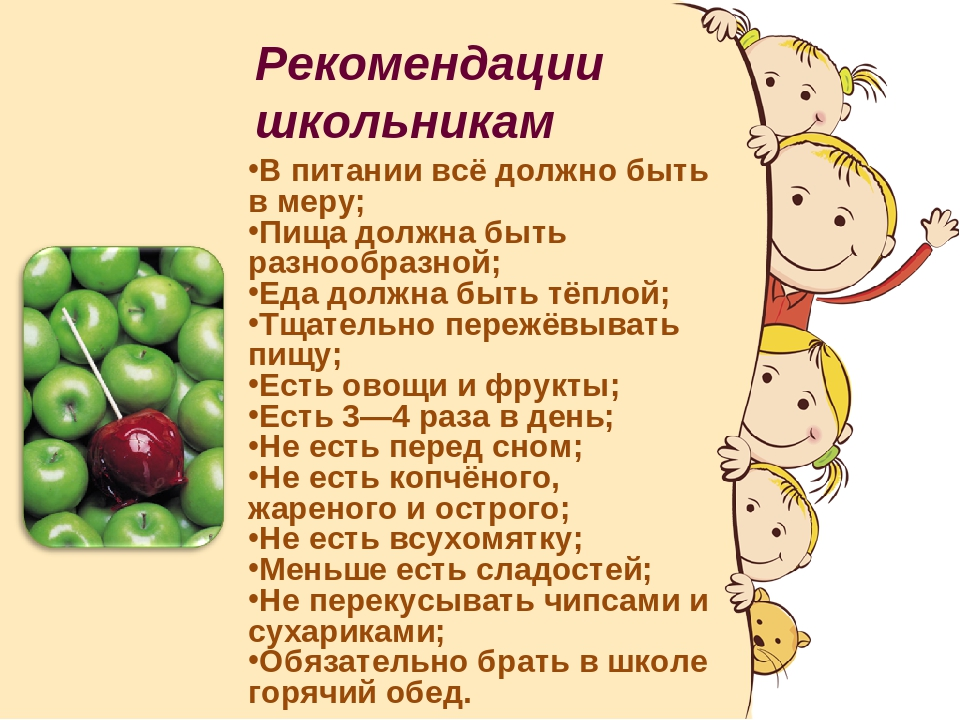 Рекомендации
школьникам
•В питании всё должно быть
в меру;
•Пища должна быть
разнообразной;
•Еда должна быть тёплой;
•Тщательно пережёвывать
пищу;
•Есть овощи и фрукты;
•Есть 3—4 раза в день;
•Не есть перед сном;
•Не есть копчёного,
жареного и острого;
•Не есть всухомятку;
•Меньше есть сладостей;
•Не перекусывать чипсами и
сухариками;
•Обязательно брать в школе
горячий обед.